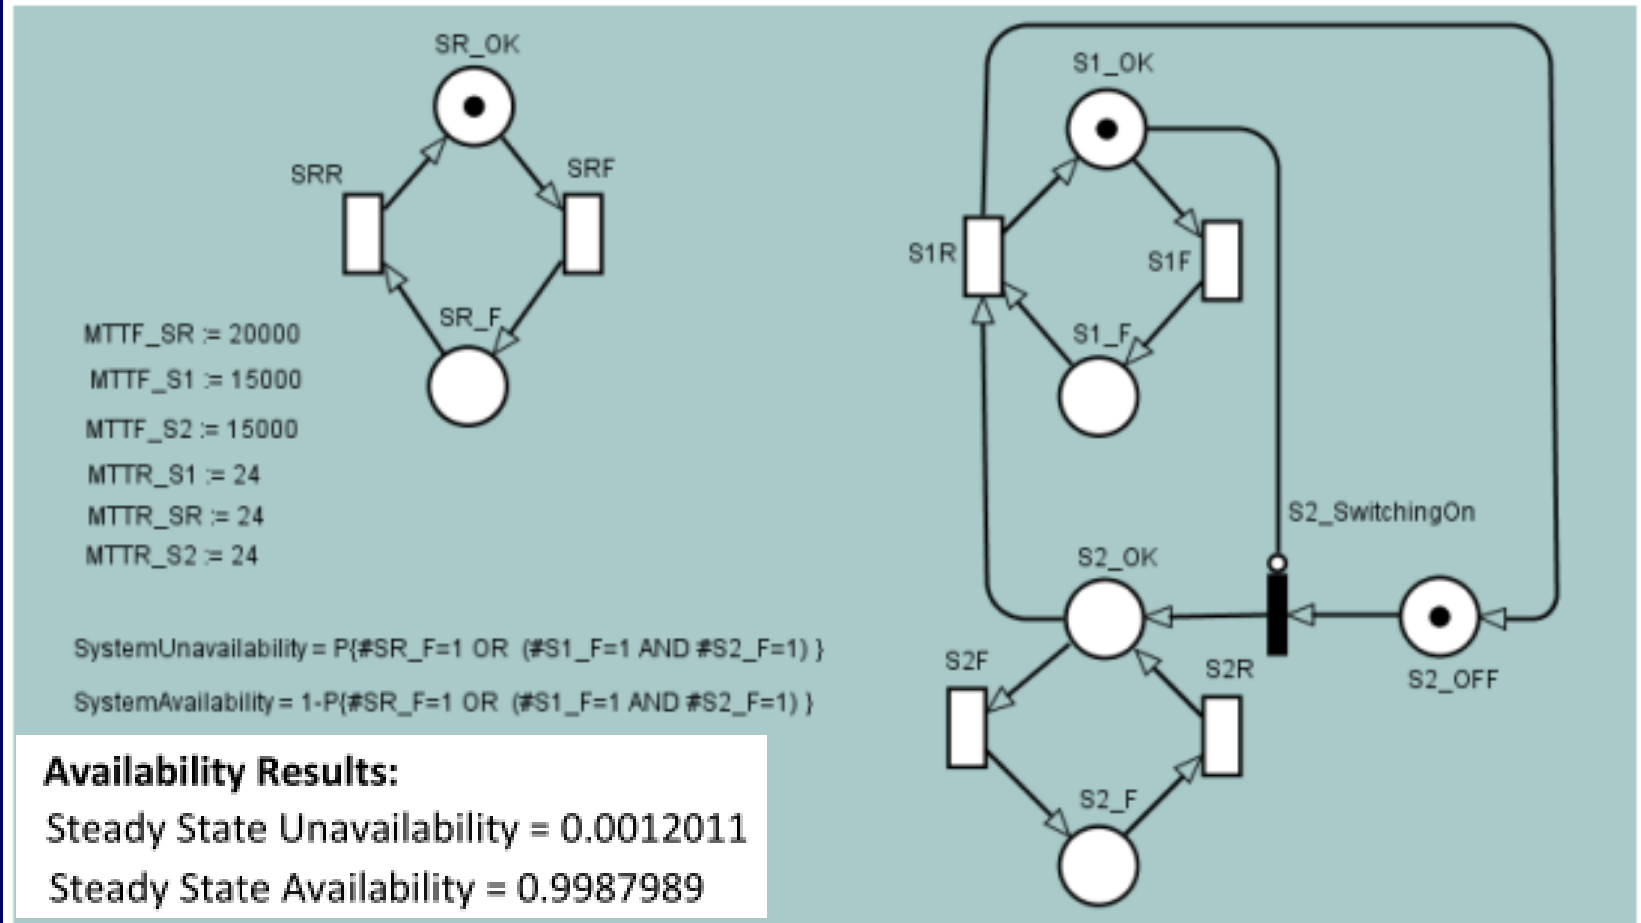 SR_OK
SRR
SRF
SR_F
MTTF_SR := 20000
MTTF_S1 := 15000
MTTF_S2 := 15000
MTTR_S1 := 24
MTTR_SR := 24
MTTR_S2 := 24
SystemUnavailability = P{#SR_F=1 OR (#S1_F=1 AND #S2_F=1) }
SystemAvailability = 1-P{#SR_F=1 OR (#S1_F=1 AND #S2_F=1) }
Availability Results:
Steady State Unavailability = 0.0012011
Steady State Availability = 0.9987989
S1_OK
S1R
S1F
S1_F
S2_SwitchingOn
S2_OK
S2_OFF
S2F
S2R
S2_F